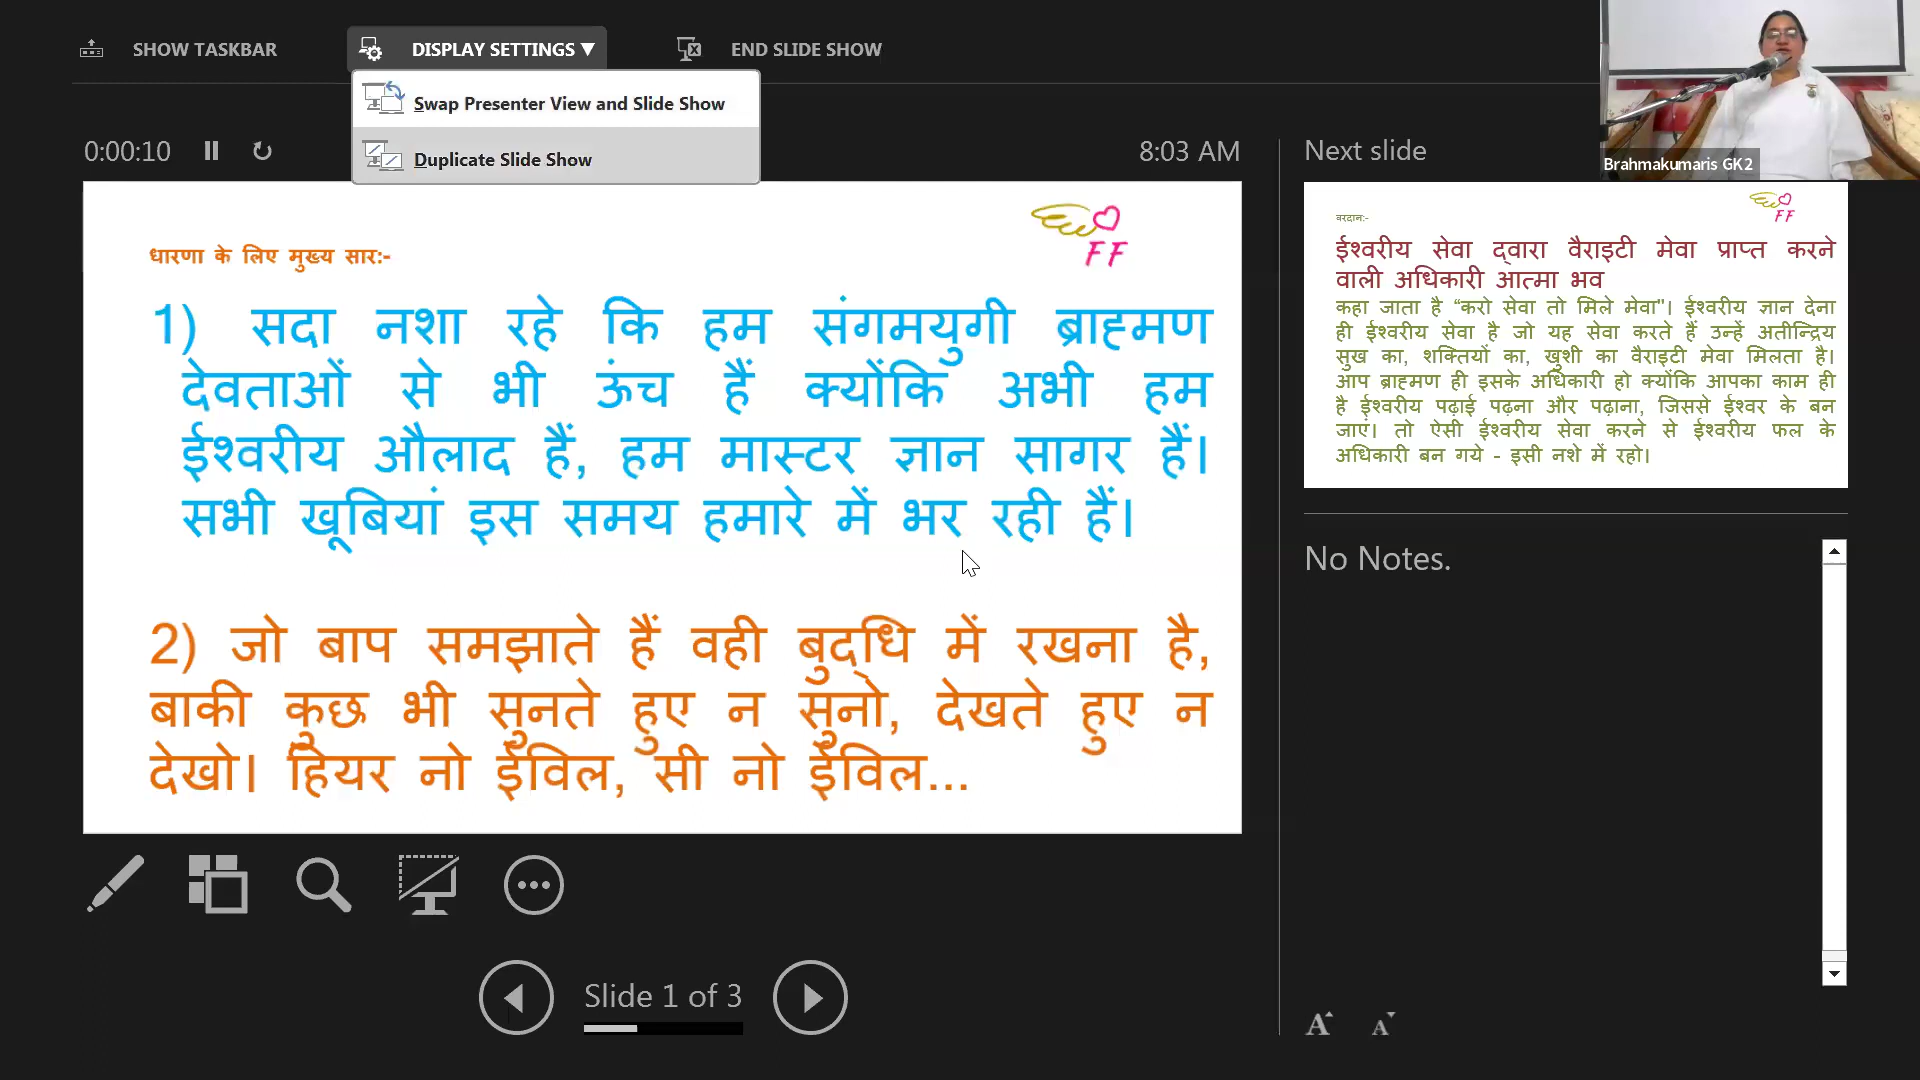 SHOW TASKBAR
DISPLAY SETTINGS ▼
END SLIDE SHOW
Swap Presenter View and Slide Show
Duplicate Slide Show
0:00:10
8:03 AM
धारणा के लिए मुख्य सार:-
FF
1) सदा नशा रहे कि हम संगमयुगी ब्राह्मण
देवताओं से भी ऊंच हैं क्योंकि अभी हम
ईश्वरीय औलाद हैं, हम मास्टर ज्ञान सागर हैं।
सभी खूबियां इस समय हमारे में भर रही हैं।
2) जो बाप समझाते हैं वही बुद्धि में रखना है,
बाकी कुछ भी सुनते हुए न सुनो, देखते हुए न
देखो। हियर नो ईविल, सी नो ईविल...
Slide 1 of 3
Next slide
Brahmakumaris GK2
वरदान:-
FF
ईश्वरीय सेवा द्वारा वैराइटी मेवा प्राप्त करने
वाली अधिकारी आत्मा भव
कहा जाता है “करो सेवा तो मिले मेवा"। ईश्वरीय ज्ञान देना
ही ईश्वरीय सेवा है जो यह सेवा करते हैं उन्हें अतीन्द्रिय
सुख का, शक्तियों का, खुशी का वैराइटी मेवा मिलता है।
आप ब्राह्मण ही इसके अधिकारी हो क्योंकि आपका काम ही
है ईश्वरीय पढ़ाई पढ़ना और पढ़ाना, जिससे ईश्वर के बन
जाएं। तो ऐसी ईश्वरीय सेवा करने से ईश्वरीय फल के
अधिकारी बन गये - इसी नशे में रहो।
No Notes.
A A